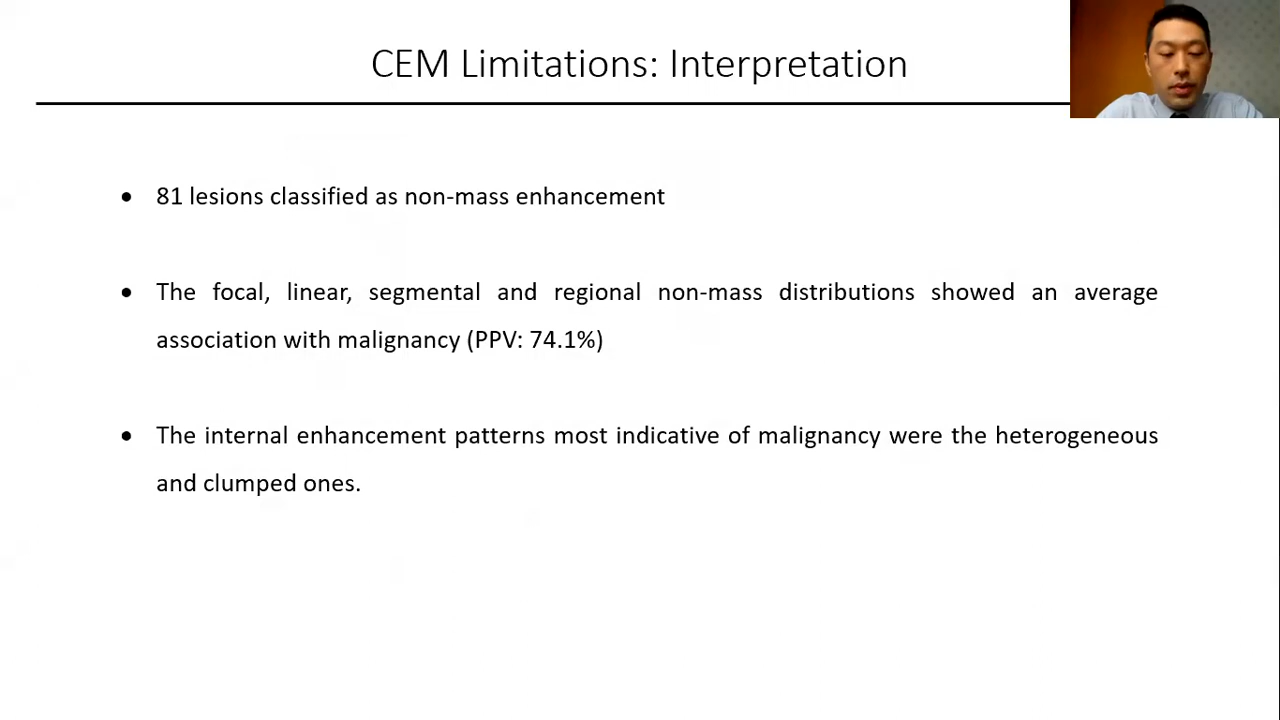 CEM Limitations: Interpretation
• 81 lesions classified as non-mass enhancement
• The focal, linear, segmental and regional non-mass distributions showed an average
association with malignancy (PPV: 74.1%)
• The internal enhancement patterns most indicative of malignancy were the heterogeneous
and clumped ones.